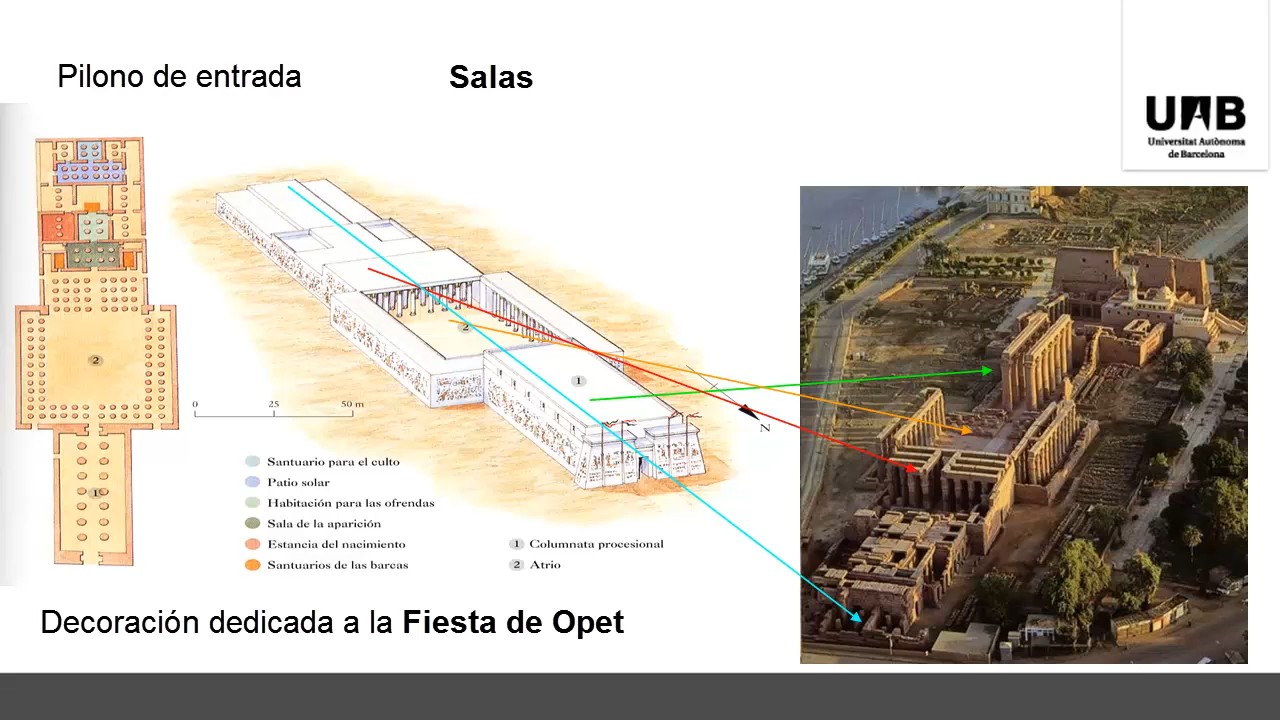 Pilono de entrada
Salas
UAB
Universitat Autònoma
de Barcelona
2
1
2
1
N
0 25 50 m
Santuario para el culto
Patio solar
Habitación para las ofrendas
Sala de la aparición
Estancia del nacimiento
Santuarios de las barcas
1 Columnata procesional
2 Atrio
Decoración dedicada a la Fiesta de Opet